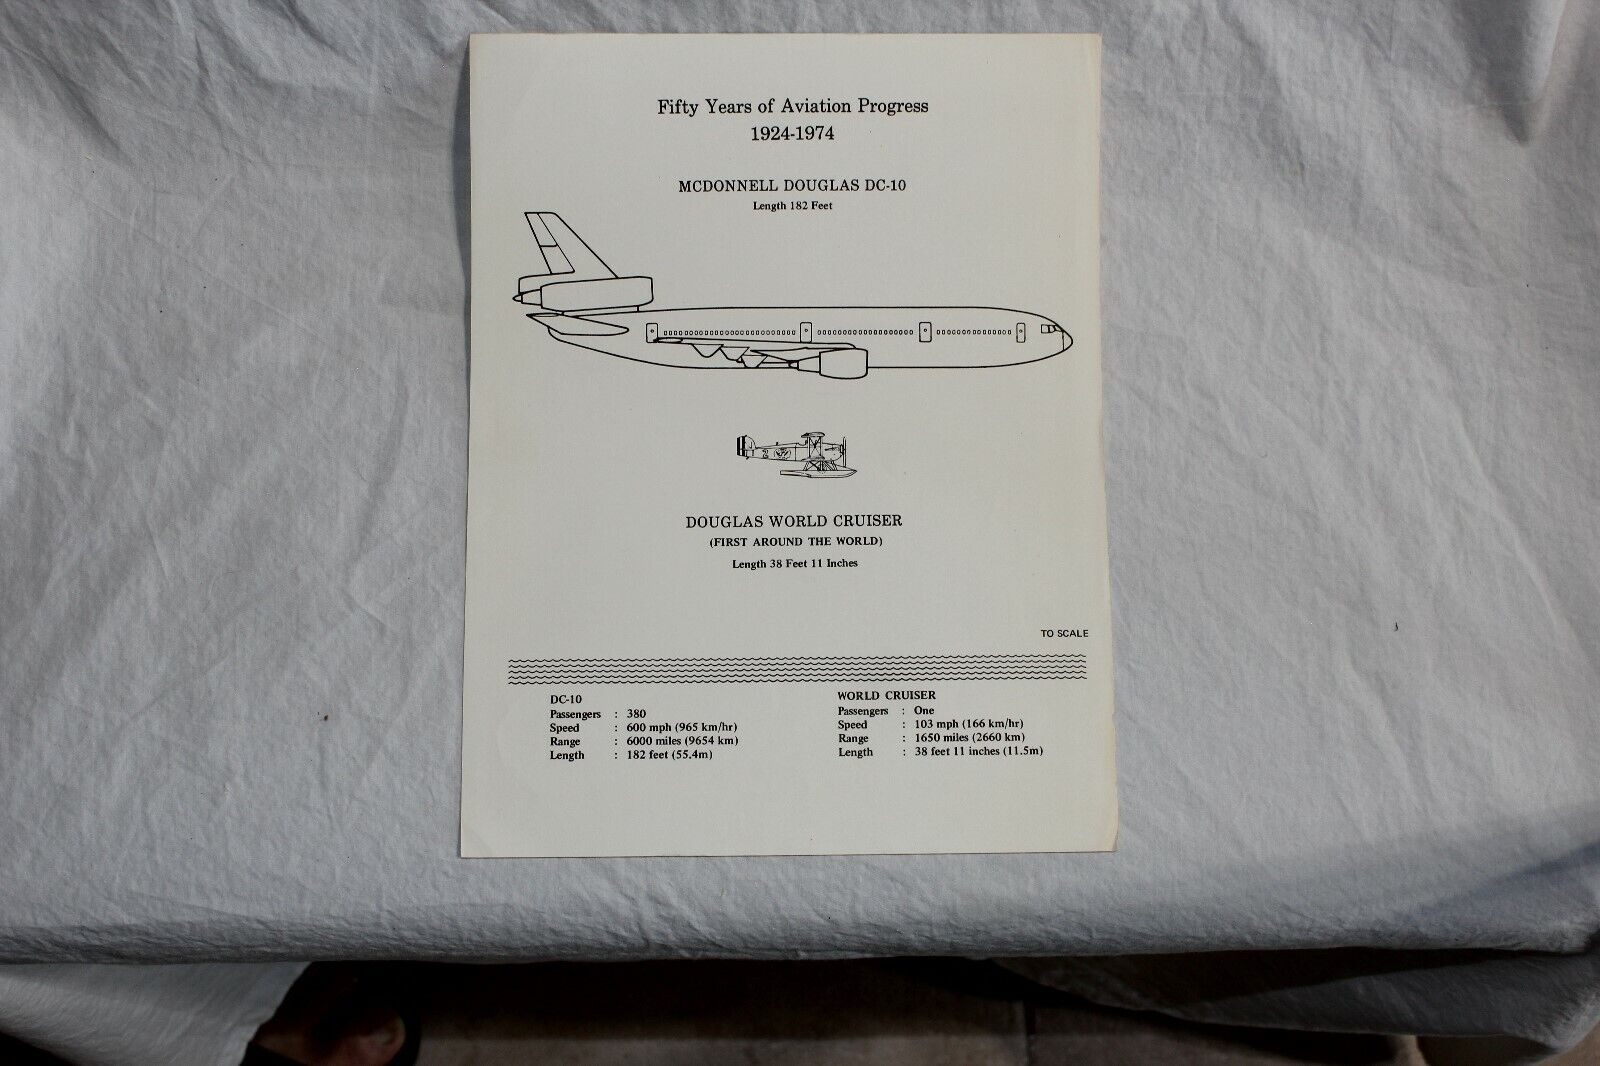 Fifty Years of Aviation Progress
1924-1974
MCDONNELL DOUGLAS DC-10
Length 182 Feet
2
DOUGLAS WORLD CRUISER
(FIRST AROUND THE WORLD)
Length 38 Feet 11 Inches
TO SCALE
DC-10
Passengers : 380
Speed : 600 mph (965 km/hr)
Range : 6000 miles (9654 km)
Length : 182 feet (55.4m)
WORLD CRUISER
Passengers : One
Speed : 103 mph (166 km/hr)
Range : 1650 miles (2660 km)
Length : 38 feet 11 inches (11.5m)